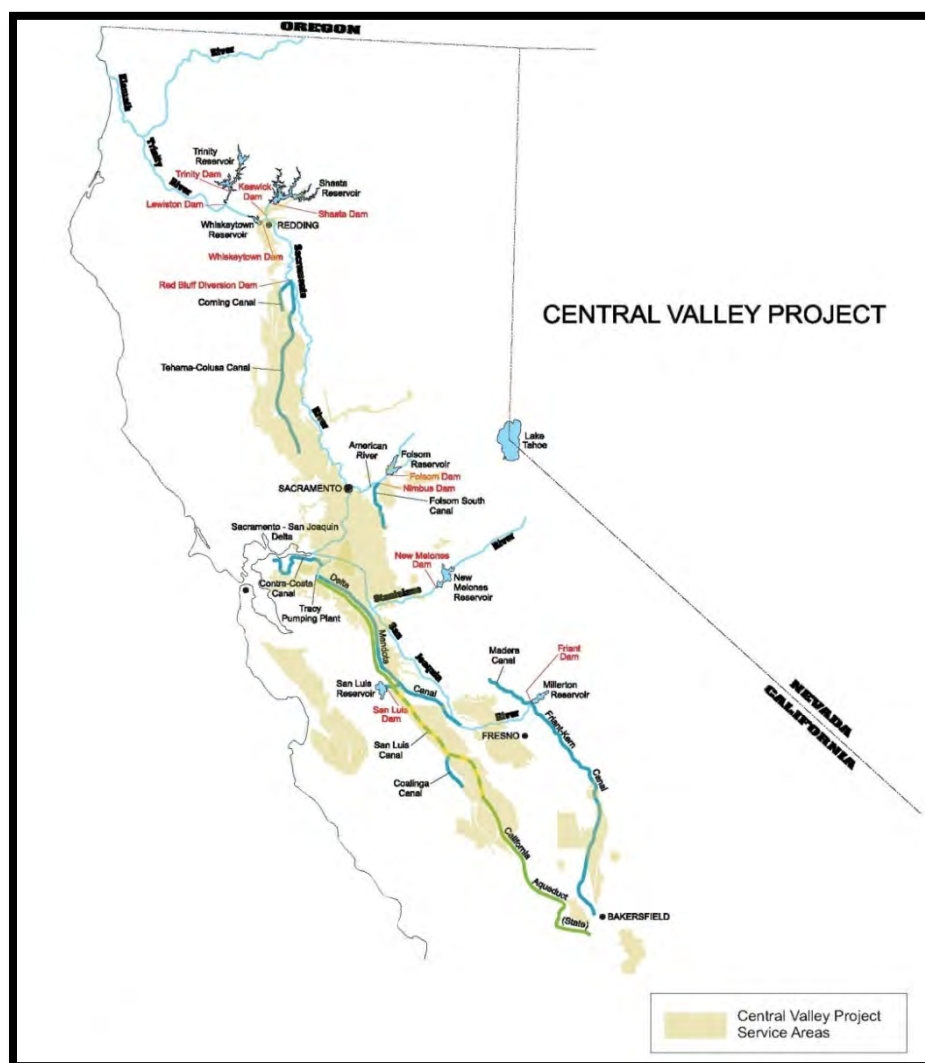 OREGON
River
Klamath
Trinity
River
Trinity
Reservoir
Trinity Dam
Keswick
Dam
Shasta
Reservoir
Lewiston Dam
Shasta Dam
Whiskeytown
Reservoir
REDDING
Whiskeytown Dam
Sacramento
Red Bluff Diversion Dam
Corning Canal
CENTRAL VALLEY PROJECT
Tehama-Colusa Canal
River
American
River
Folsom
Reservoir
Lake
Tahoe
Folsom Dam
Nimbus Dam
SACRAMENTO
Folsom South
Canal
Sacramento - San Joaquin
Delta
River
New Melones
Dam
New
Melones
Reservoir
Stanislaus
Contra-Costa
Canal
Tracy
Pumping Plant
Delta
Mendota
Canal
San
Joaquin
River
Madera
Canal
Friant
Dam
Millerton
Reservoir
San Luis
Reservoir
San Luis
Dam
FRESNO
Friant-Kern
Canal
NEVADA
CALIFORNIA
San Luis
Canal
Coalinga
Canal
California
Aqueduct
(State)
BAKERSFIELD
Central Valley Project
Service Areas